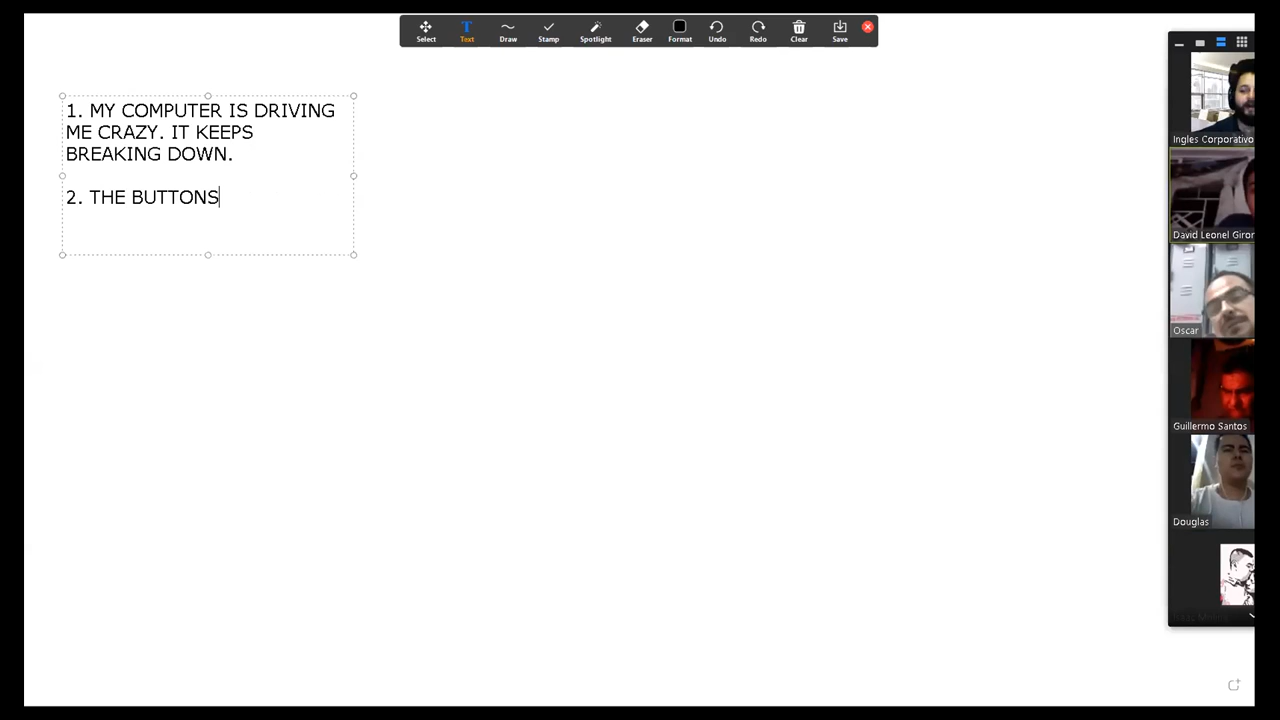 Select
Text
Draw
Stamp
Spotlight
Eraser
Format
Undo
Redo
Clear
Save
1. MY COMPUTER IS DRIVING
ME CRAZY. IT KEEPS
BREAKING DOWN.
2. THE BUTTONS
Ingles Corporativo
David Leonel Giron
Oscar
Guillermo Santos
Douglas